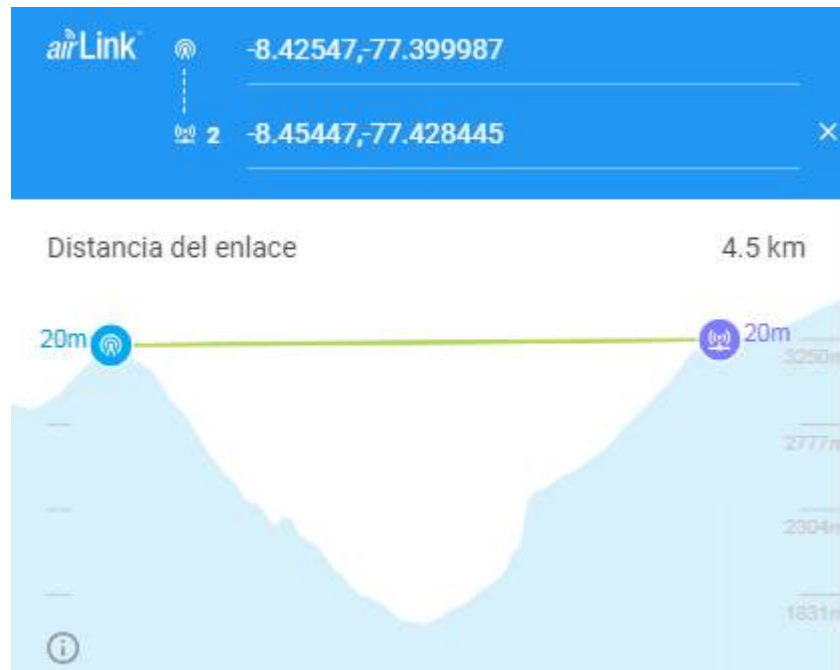 airLink -8.42547,-77.399987
2 -8.45447,-77.428445
Distancia del enlace 4.5 km
20m 20m
3250m
2777m
2304m
1831m